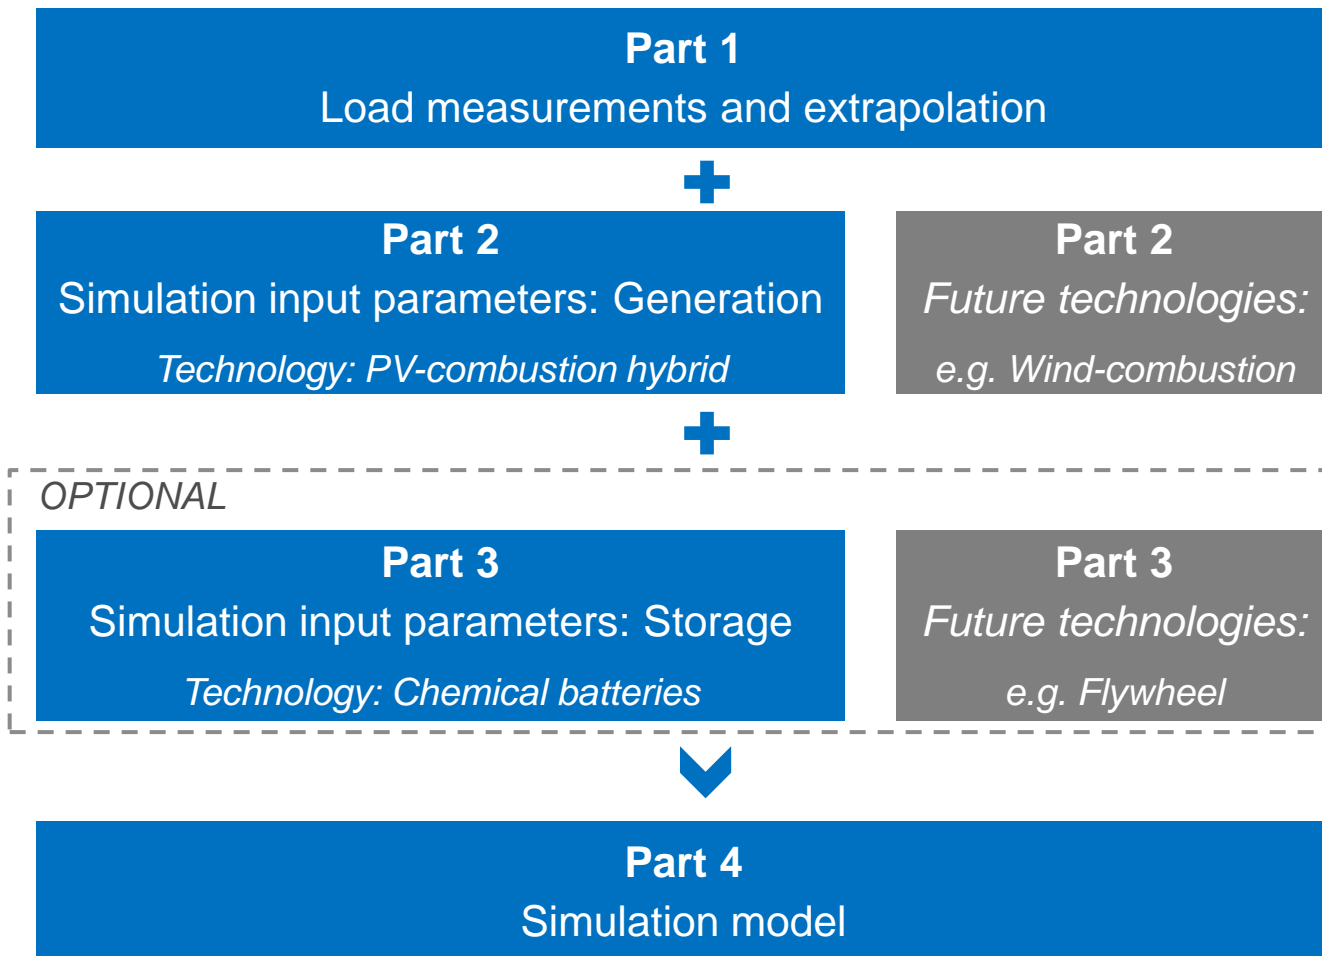 Part 1
Load measurements and extrapolation
Part 2
Simulation input parameters: Generation
Technology: PV-combustion hybrid
Part 2
Future technologies:
e.g. Wind-combustion
OPTIONAL
Part 3
Simulation input parameters: Storage
Technology: Chemical batteries
Part 3
Future technologies:
e.g. Flywheel
Part 4
Simulation model